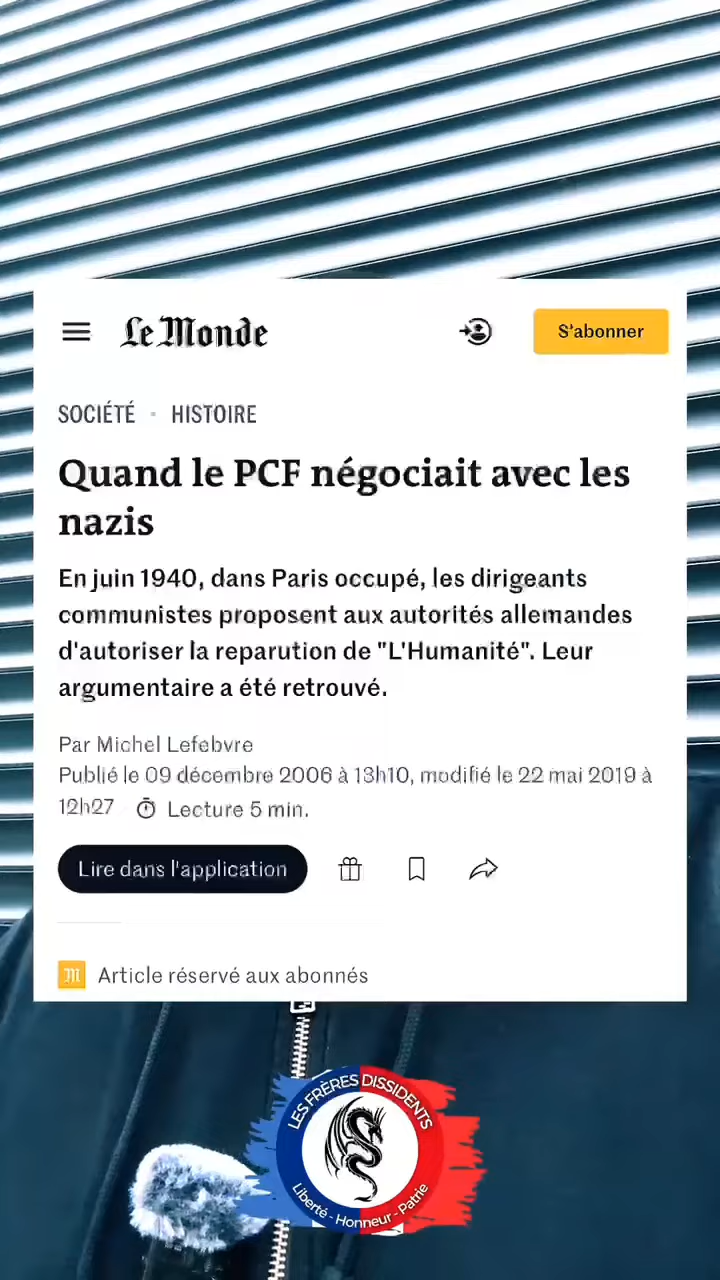 Le Monde
S'abonner
SOCIÉTÉ • HISTOIRE
Quand le PCF négociait avec les
nazis
En juin 1940, dans Paris occupé, les dirigeants
communistes proposent aux autorités allemandes
d'autoriser la reparution de "L'Humanité". Leur
argumentaire a été retrouvé.
Par Michel Lefebvre
Publié le 09 décembre 2006 à 13h10, modifié le 22 mai 2019 à
12h27 Lecture 5 min.
Lire dans l'application
M Article réservé aux abonnés
LES FRÈRES DISSIDENTS
Liberté - Honneur - Patrie